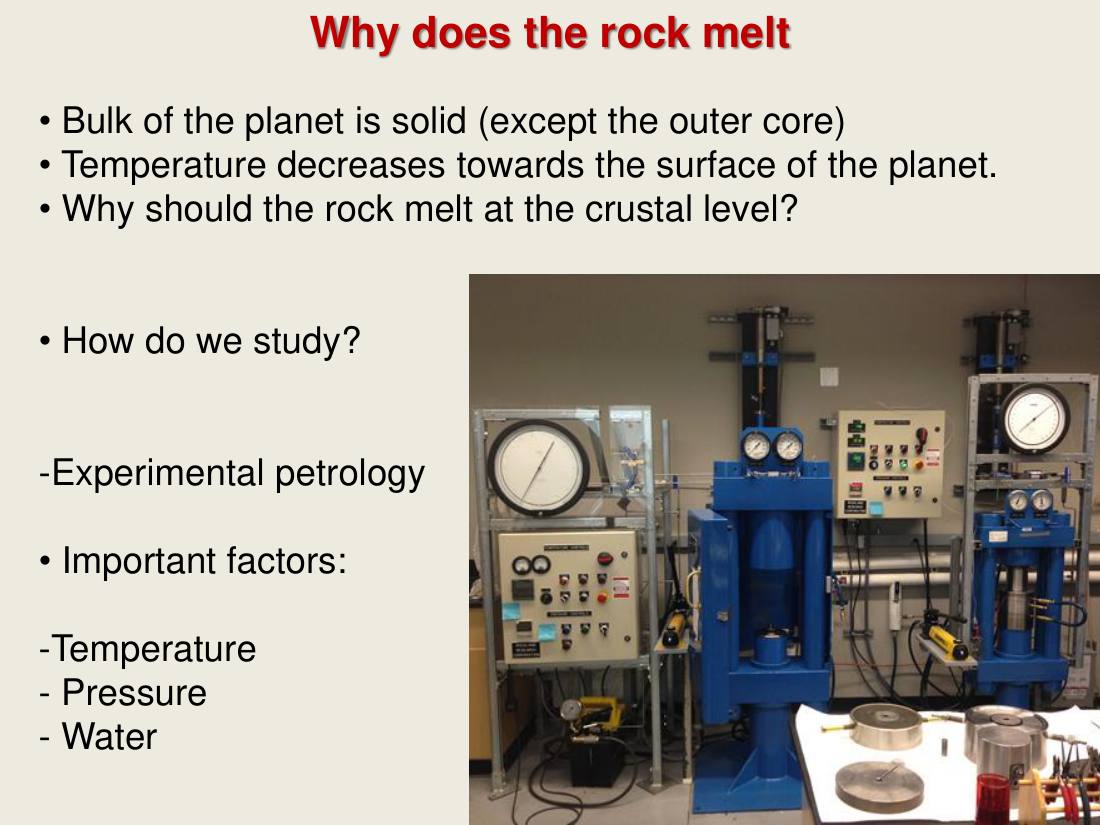 Why does the rock melt
• Bulk of the planet is solid (except the outer core)
• Temperature decreases towards the surface of the planet.
• Why should the rock melt at the crustal level?
• How do we study?
-Experimental petrology
• Important factors:
-Temperature
- Pressure
- Water